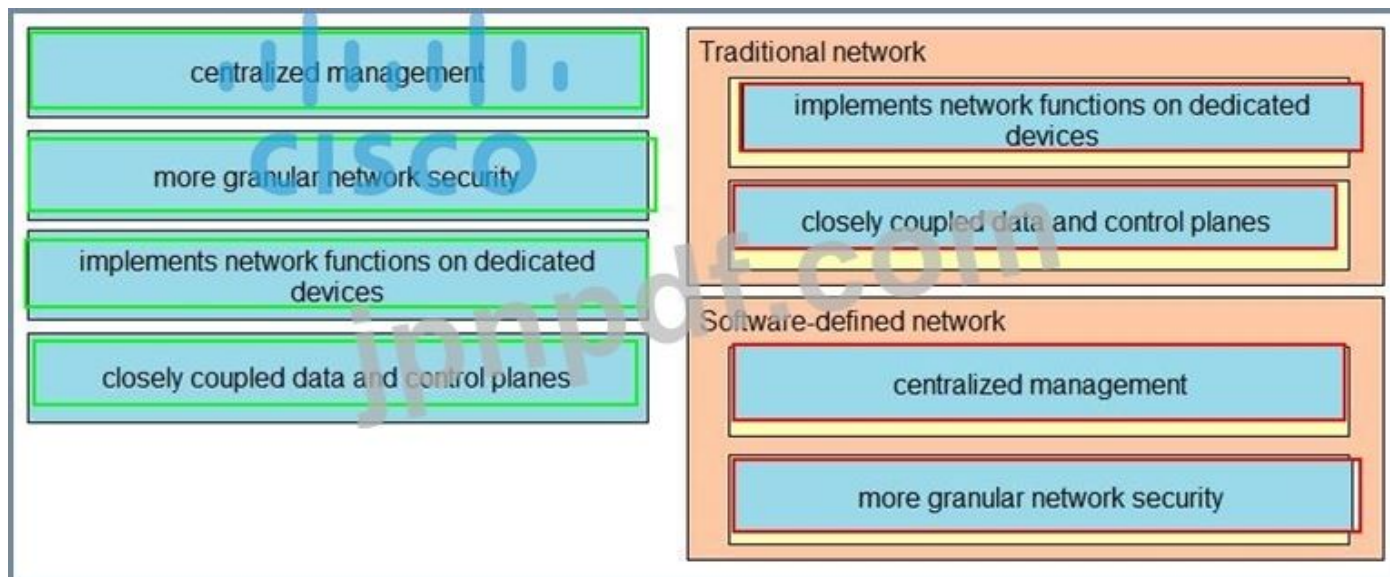 centralized management
CISCO
more granular network security
implements network functions on dedicated
devices
closely coupled data and control planes
Traditional network
implements network functions on dedicated
devices
closely coupled data and control planes
Software-defined network
centralized management
more granular network security
jpnpdf.com